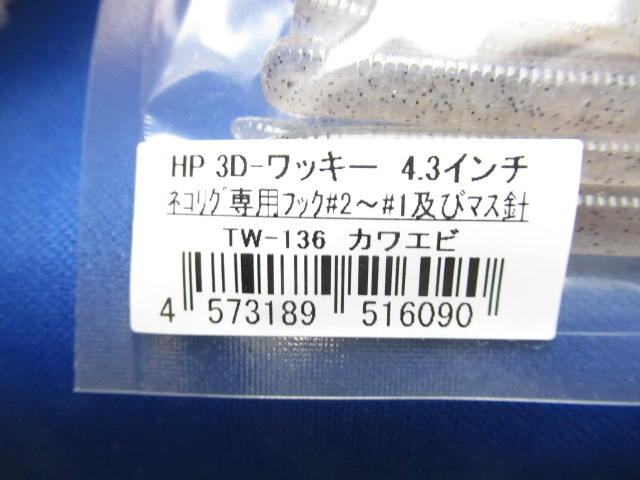 HP 3D-ワッキー 4.3インチ
ネコリグ専用フック#2～#1及びマス針
TW-136 カワエビ
4 573189 516090